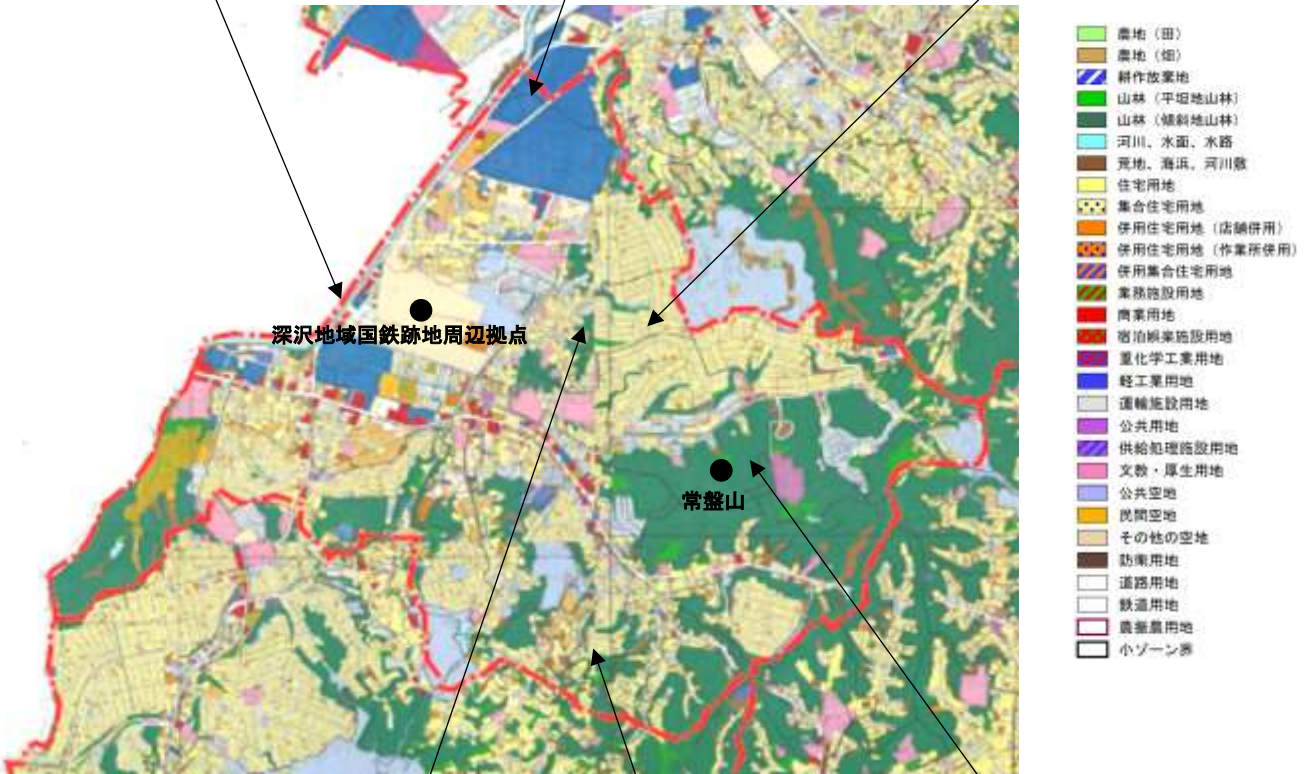 深沢地域国鉄跡地周辺拠点
常盤山
農地（田）
農地（畑）
耕作放棄地
山林（平坦地山林）
山林（傾斜地山林）
河川、水面、水路
荒地、海浜、河川敷
住宅用地
集合住宅用地
併用住宅用地（店舗併用）
併用住宅用地（作業所併用）
併用集合住宅用地
業務施設用地
商業用地
宿泊娯楽施設用地
重化学工業用地
軽工業用地
運輸施設用地
公共用地
供給処理施設用地
文教・厚生用地
公共空地
民間空地
その他の空地
防衛用地
道路用地
鉄道用地
農振農用地
小ゾーン界